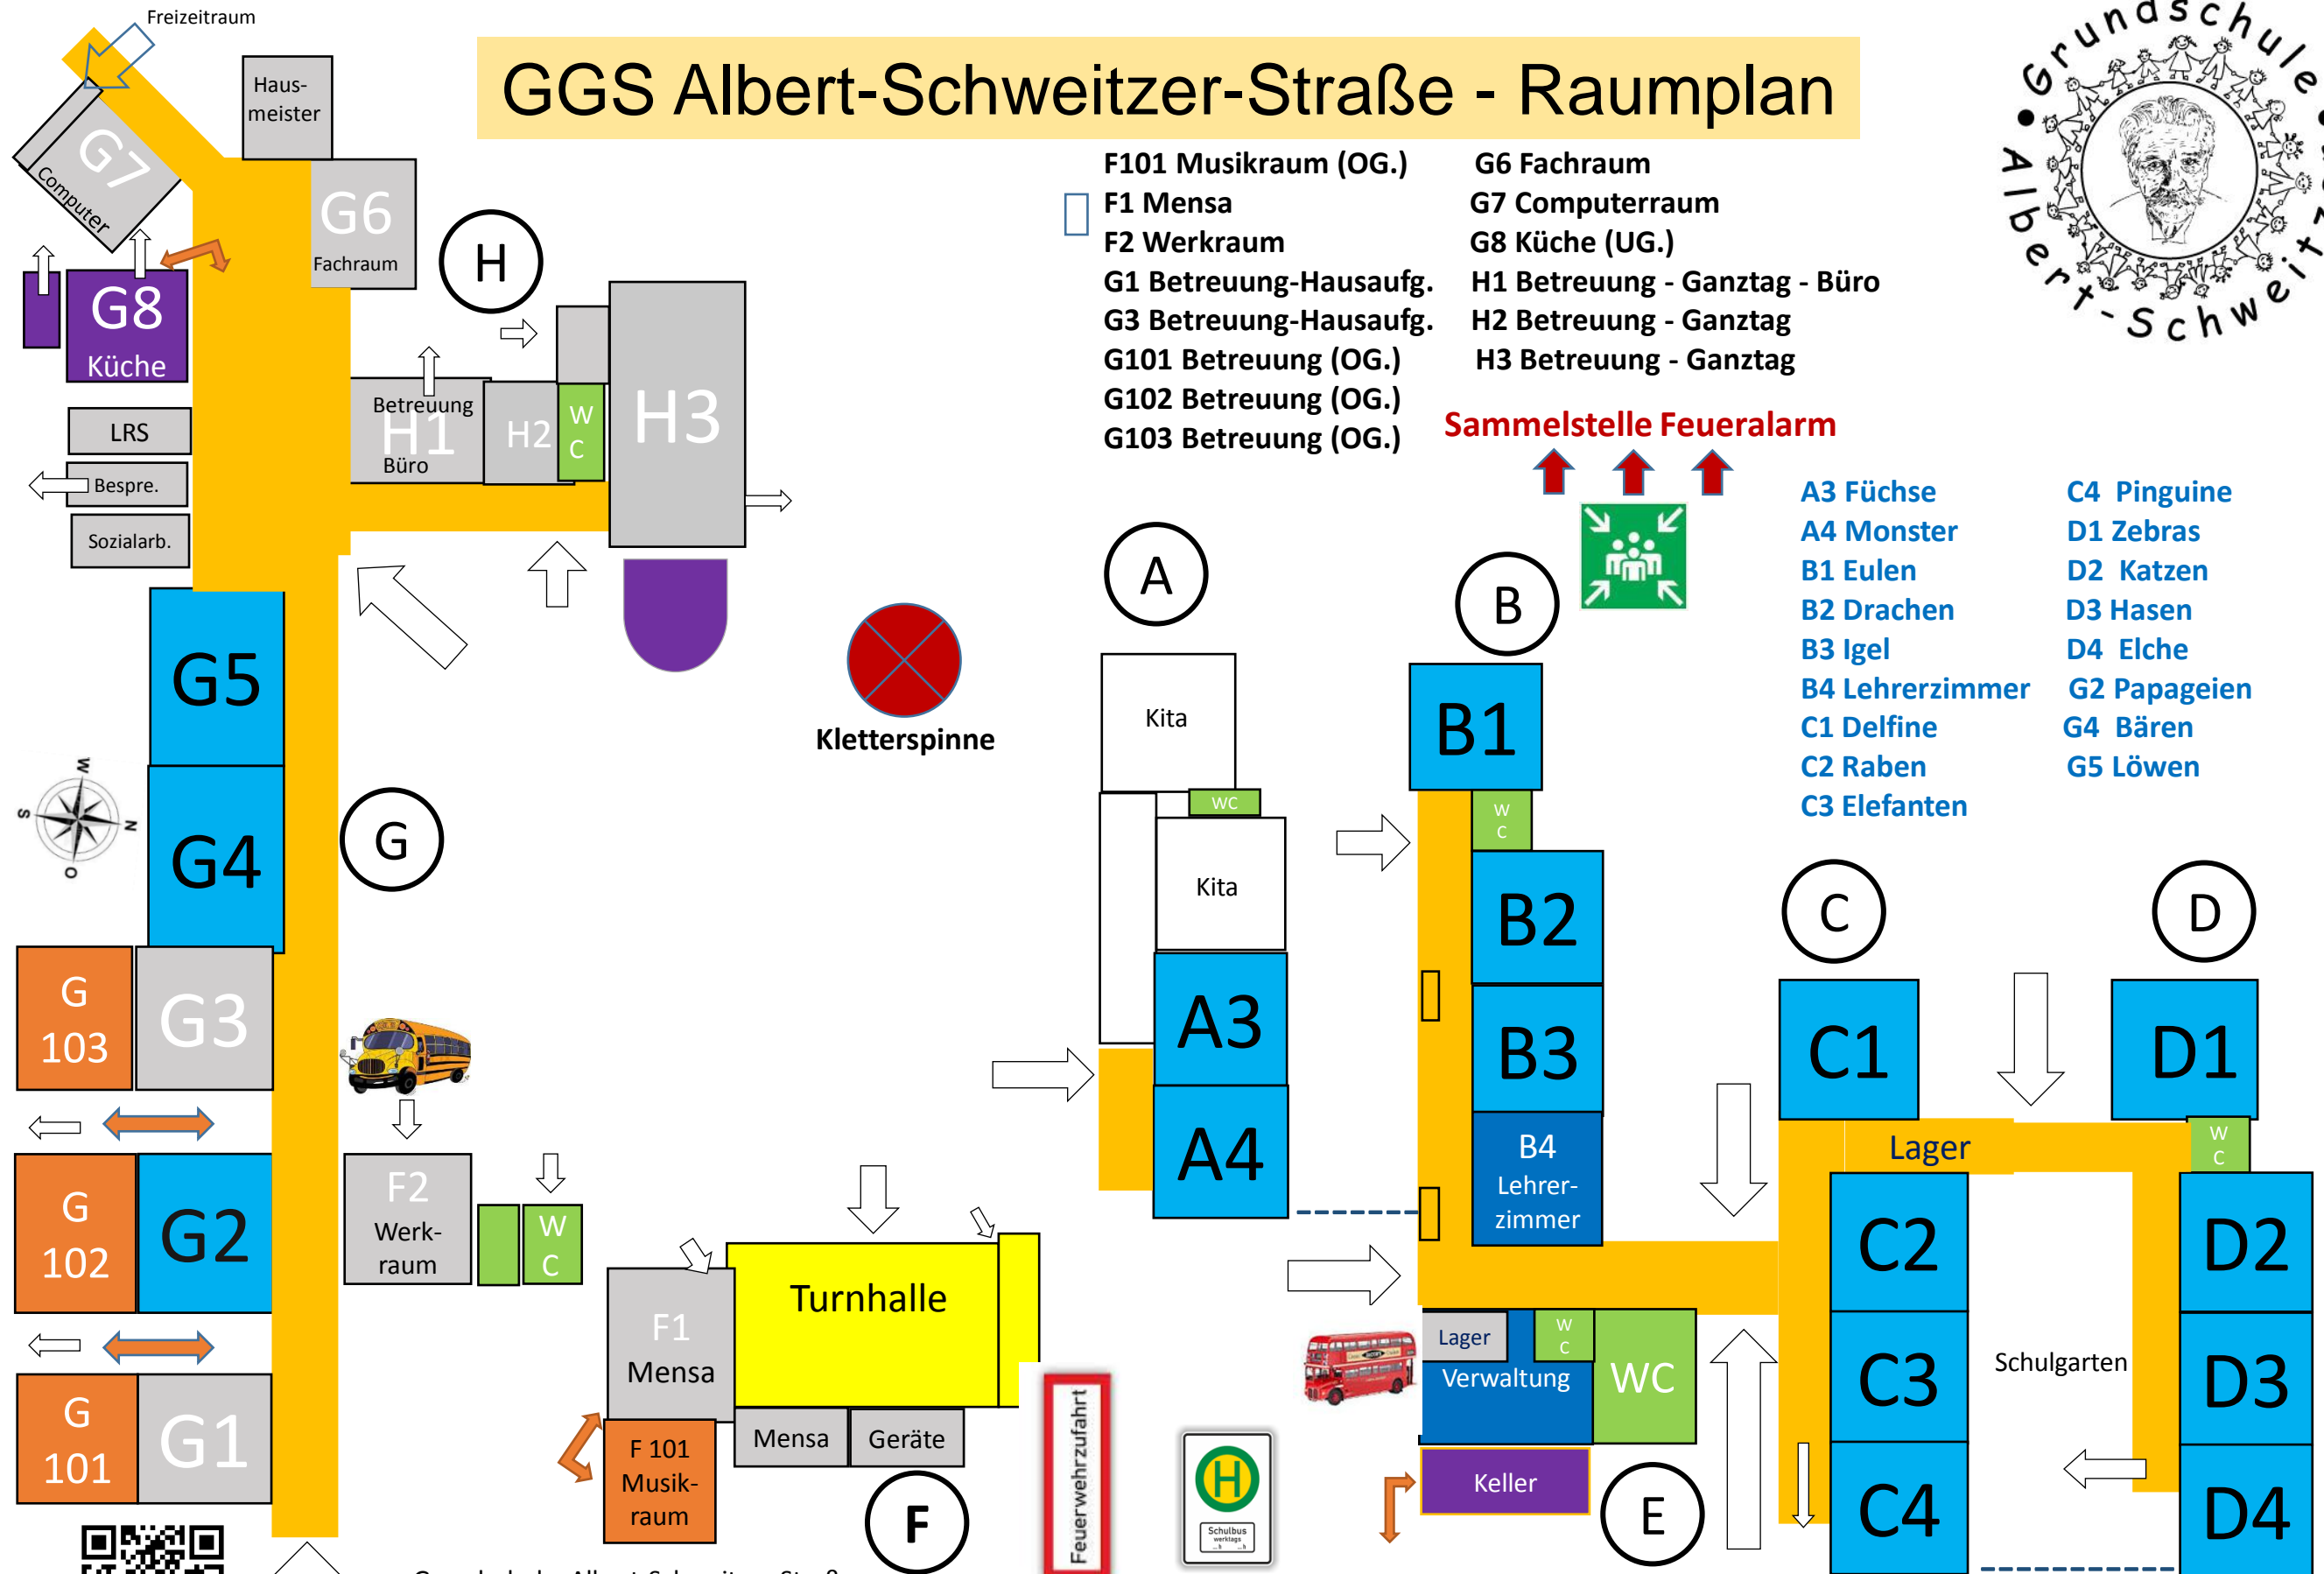 Freizeitraum
GGS Albert-Schweitzer-Straße - Raumplan
Grundschule
Albert-Schweit
Haus-
meister
G7
Computer
G6
Fachraum
H
G8
Küche
LRS
Bespre.
Sozialarb.
Betreuung
H1
Büro
H2
W
C
H3
F101 Musikraum (OG.)
F1 Mensa
F2 Werkraum
G1 Betreuung-Hausaufg.
G3 Betreuung-Hausaufg.
G101 Betreuung (OG.)
G102 Betreuung (OG.)
G103 Betreuung (OG.)
G6 Fachraum
G7 Computerraum
G8 Küche (UG.)
H1 Betreuung - Ganztag - Büro
H2 Betreuung - Ganztag
H3 Betreuung - Ganztag
Sammelstelle Feueralarm
A3 Füchse
A4 Monster
B1 Eulen
B2 Drachen
B3 Igel
B4 Lehrerzimmer
C1 Delfine
C2 Raben
C3 Elefanten
C4 Pinguine
D1 Zebras
D2 Katzen
D3 Hasen
D4 Elche
G2 Papageien
G4 Bären
G5 Löwen
Kletterspinne
G5
G4
W
S
N
O
G
G
103
G3
G
102
G2
G
101
G1
F2
Werk-
raum
W
C
F1
Mensa
Turnhalle
F 101
Musik-
raum
Mensa
Geräte
F
Feuerwehrzufahrt
H
Schulbus
werktags
A
Kita
WC
Kita
A3
A4
B
B1
W
C
B2
B3
B4
Lehrer-
zimmer
Lager
W
C
Verwaltung
WC
Keller
E
C
C1
Lager
C2
C3
C4
Schulgarten
D
D1
W
C
D2
D3
D4